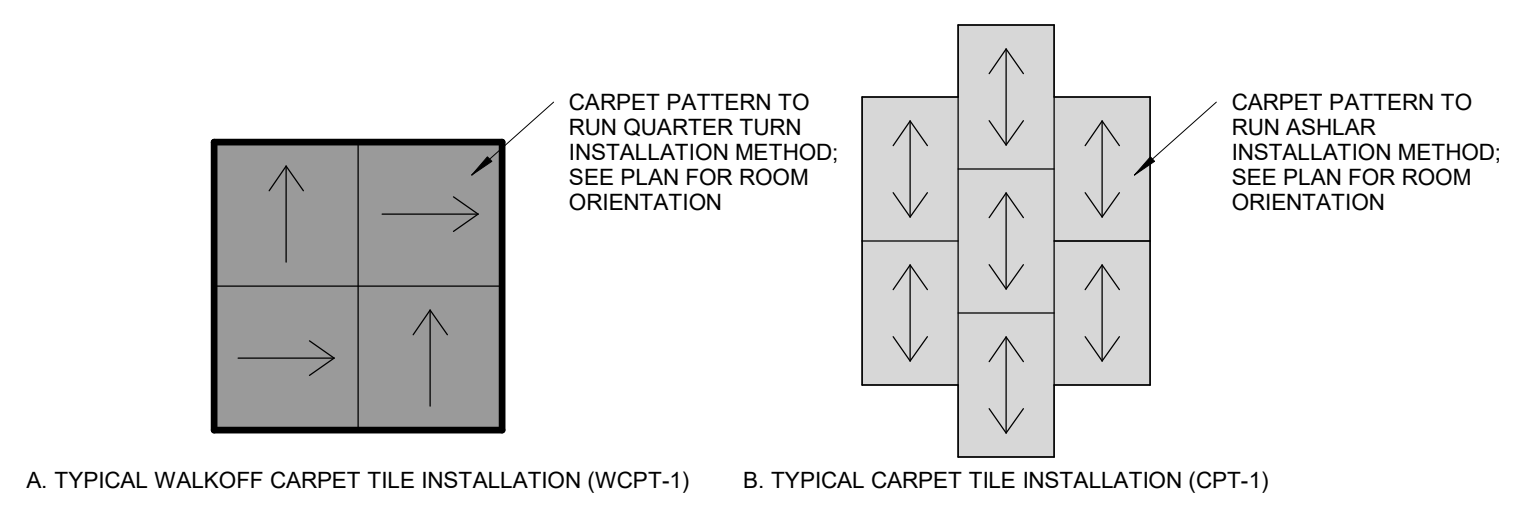 CARPET PATTERN TO
RUN QUARTER TURN
INSTALLATION METHOD;
SEE PLAN FOR ROOM
ORIENTATION
CARPET PATTERN TO
RUN ASHLAR
INSTALLATION METHOD;
SEE PLAN FOR ROOM
ORIENTATION
A. TYPICAL WALKOFF CARPET TILE INSTALLATION (WCPT-1)
B. TYPICAL CARPET TILE INSTALLATION (CPT-1)